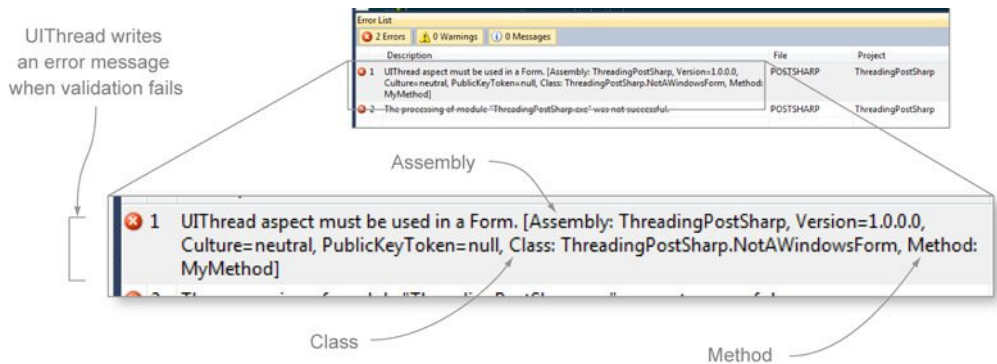 UIThread writes
an error message
when validation fails
Error List
2 Errors 0 Warnings 0 Messages
Description File Project
1 UIThread aspect must be used in a Form. [Assembly: ThreadingPostSharp, Version=1.0.0.0, POSTSHARP ThreadingPostSharp
Culture=neutral, PublicKeyToken=null, Class: ThreadingPostSharp.NotAWindowsForm, Method:
MyMethod]
2 The processing of module "ThreadingPostSharp.exe" was not successful. POSTSHARP ThreadingPostSharp
Assembly
1 UIThread aspect must be used in a Form. [Assembly: ThreadingPostSharp, Version=1.0.0.0,
Culture=neutral, PublicKeyToken=null, Class: ThreadingPostSharp.NotAWindowsForm, Method:
MyMethod]
Class
Method